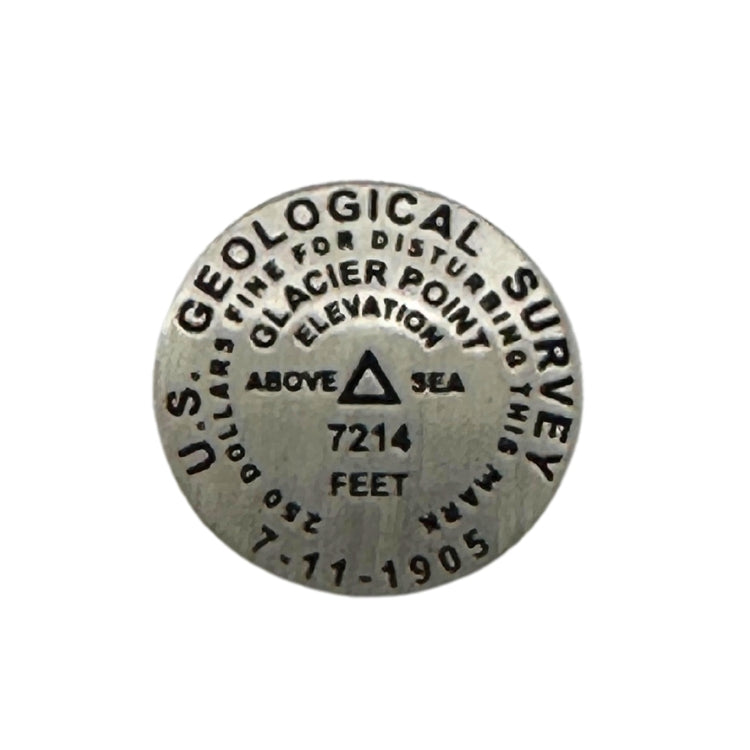 U.S. GEOLOGICAL SURVEY
250 DOLLARS FINE FOR DISTURBING THIS MARK
GLACIER POINT
ELEVATION
ABOVE SEA
7214
FEET
7-11-1905